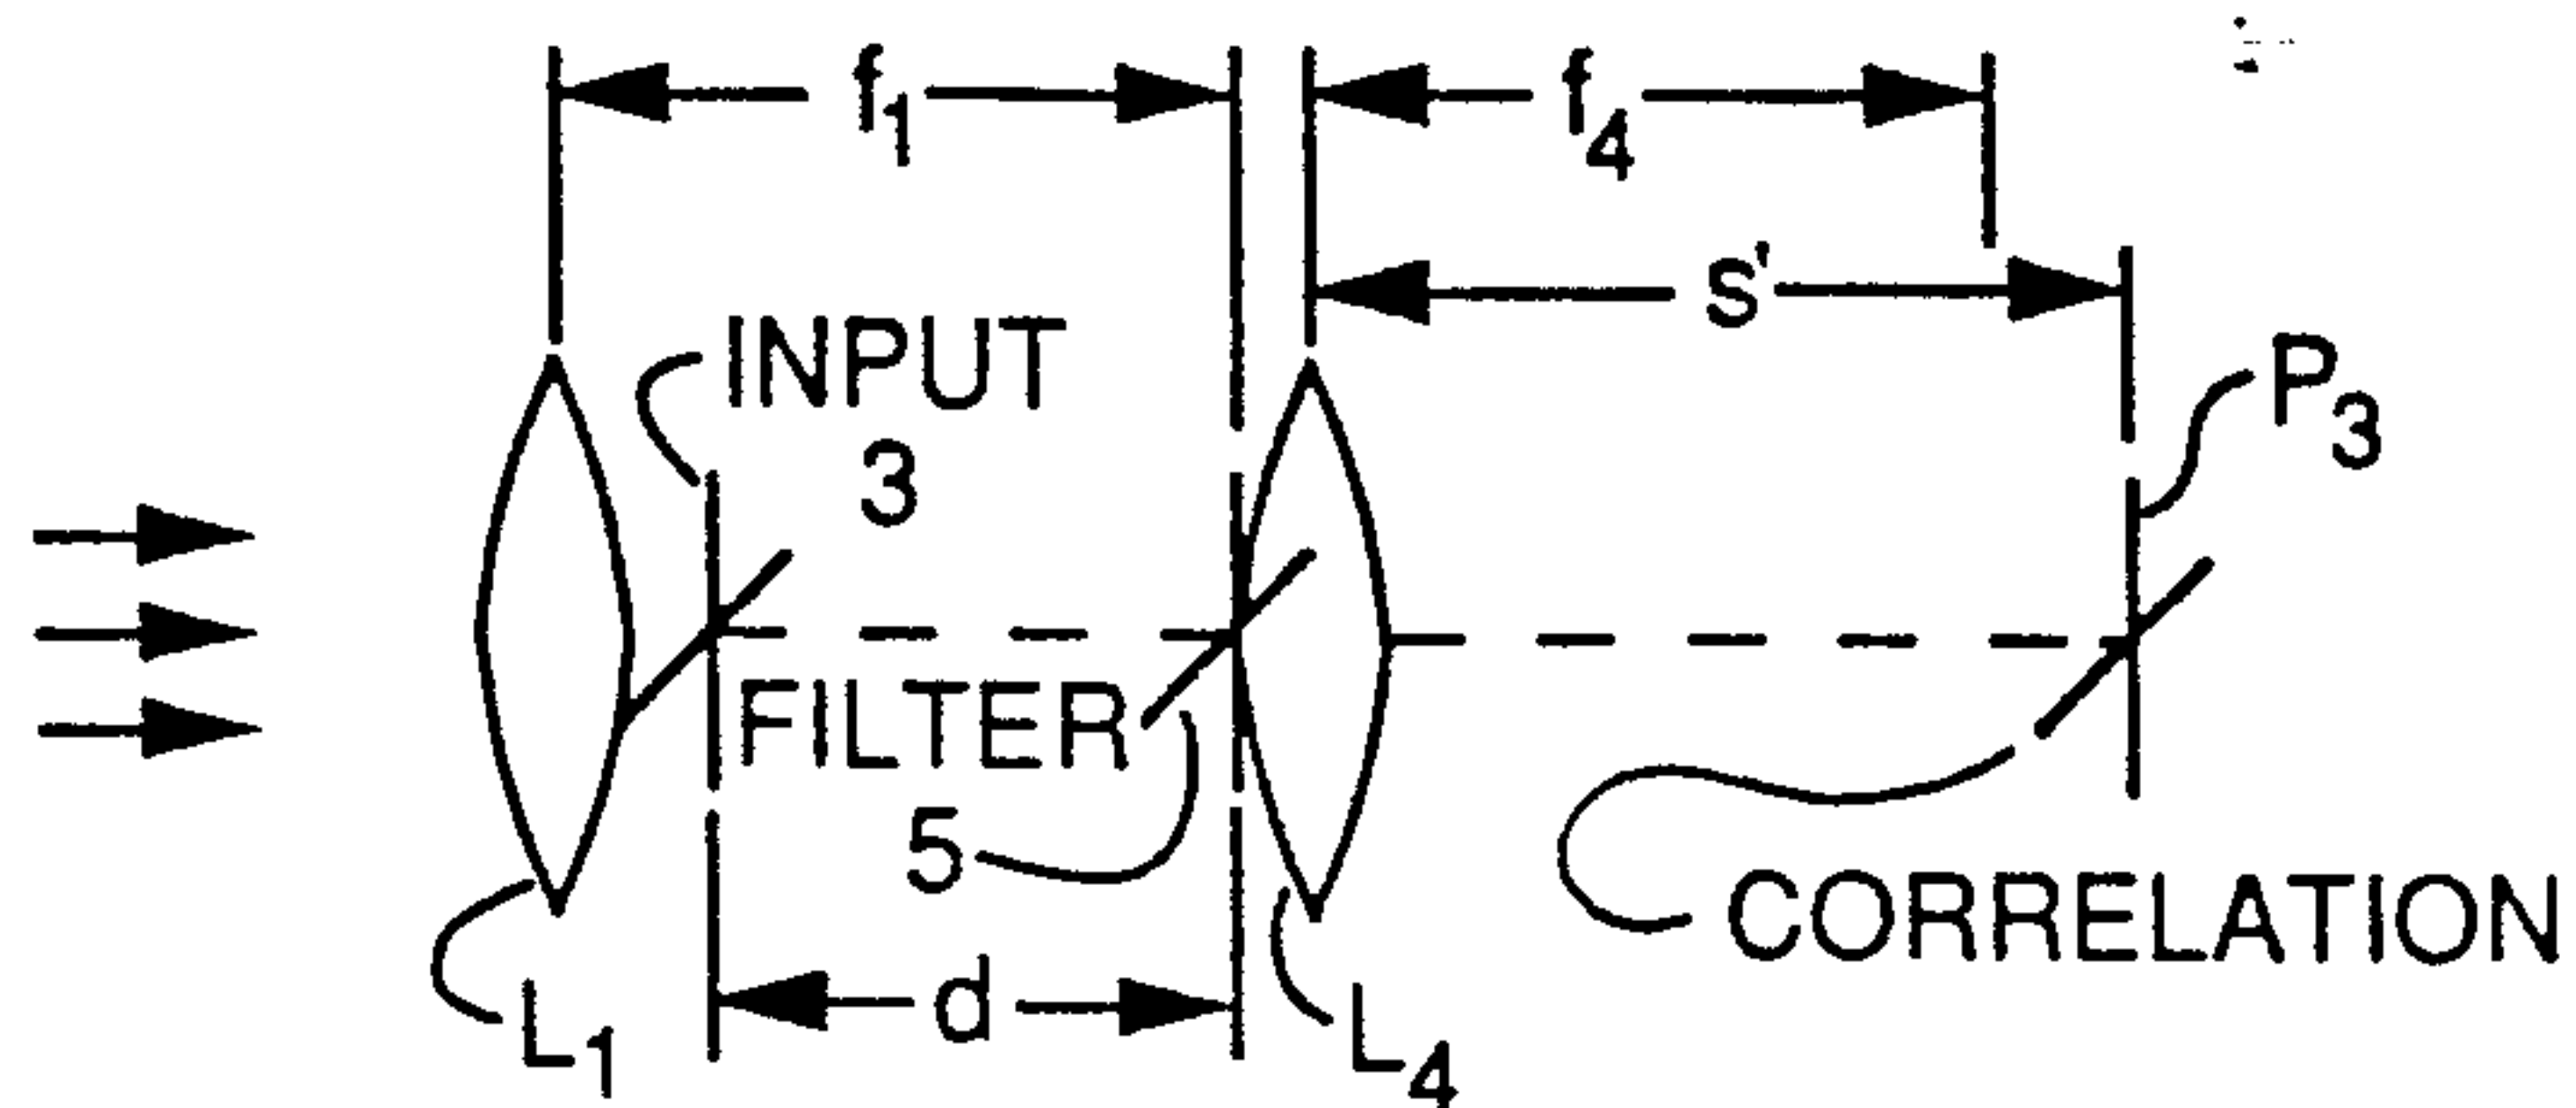 f1
f4
s'
INPUT
3
P3
FILTER
5
CORRELATION
d
L1
L4